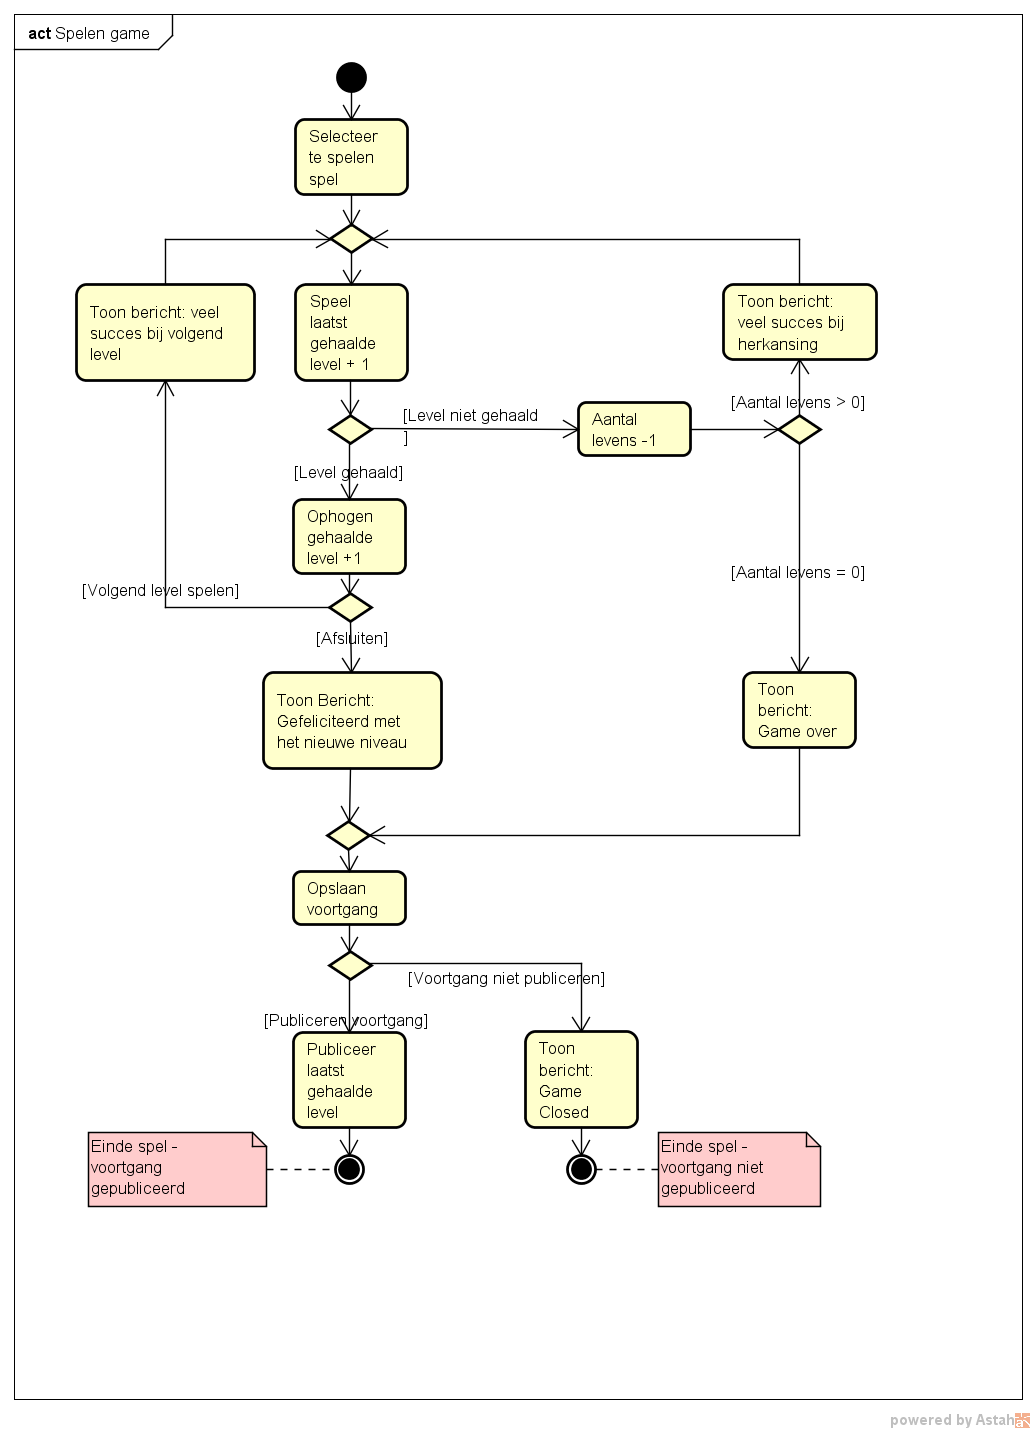 act Spelen game
Selecteer
te spelen
spel
Toon bericht: veel
succes bij volgend
level
Speel
laatst
gehaalde
level + 1
Toon bericht:
veel succes bij
herkansing
[Level niet gehaald
]
Aantal
levens -1
[Aantal levens > 0]
[Level gehaald]
Ophogen
gehaalde
level +1
[Volgend level spelen]
[Aantal levens = 0]
[Afsluiten]
Toon Bericht:
Gefeliciteerd met
het nieuwe niveau
Toon
bericht:
Game over
Opslaan
voortgang
[Voortgang niet publiceren]
[Publiceren voortgang]
Publiceer
laatst
gehaalde
level
Toon
bericht:
Game
Closed
Einde spel -
voortgang
gepubliceerd
Einde spel -
voortgang niet
gepubliceerd
powered by Astah